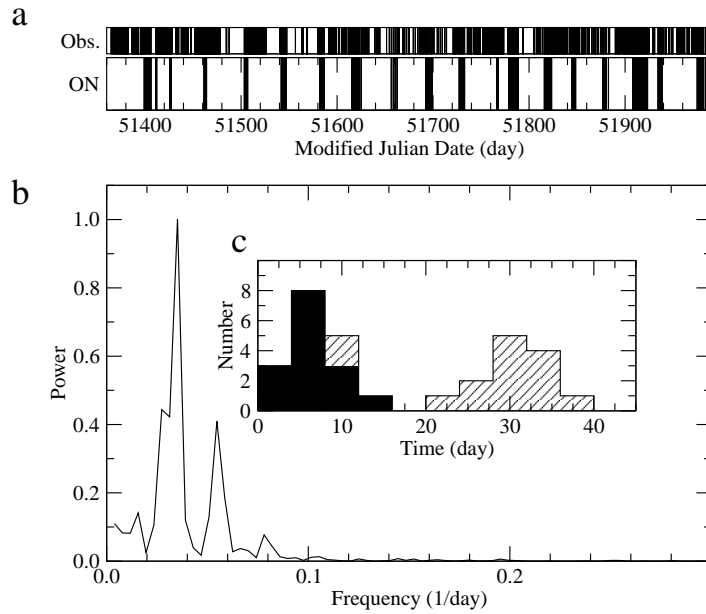 a
Obs.
ON
51400 51500 51600 51700 51800 51900
Modified Julian Date (day)
b
Power
1.0
0.8
0.6
0.4
0.2
0.0
0.0 0.1 0.2
Frequency (1/day)
c
Number
8
6
4
2
0
0 10 20 30 40
Time (day)